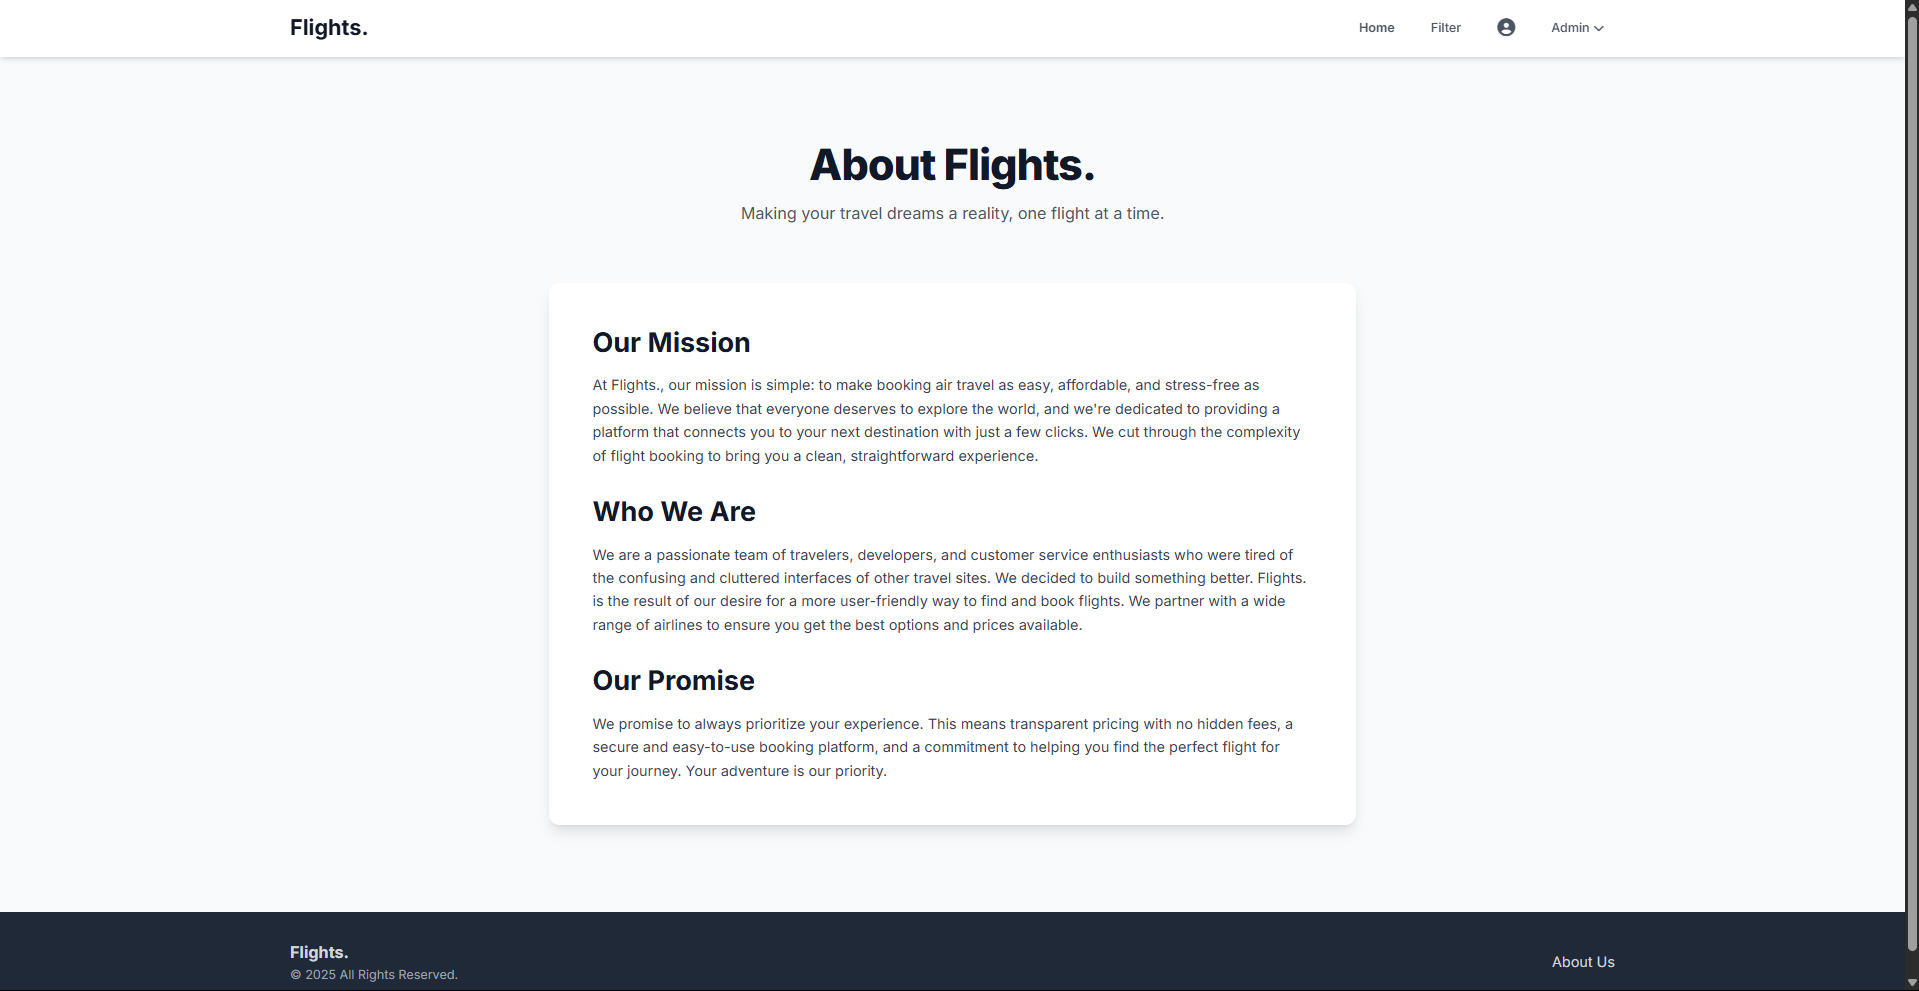 Flights.
Home Filter Admin
About Flights.
Making your travel dreams a reality, one flight at a time.
Our Mission
At Flights., our mission is simple: to make booking air travel as easy, affordable, and stress-free as
possible. We believe that everyone deserves to explore the world, and we're dedicated to providing a
platform that connects you to your next destination with just a few clicks. We cut through the complexity
of flight booking to bring you a clean, straightforward experience.
Who We Are
We are a passionate team of travelers, developers, and customer service enthusiasts who were tired of
the confusing and cluttered interfaces of other travel sites. We decided to build something better. Flights.
is the result of our desire for a more user-friendly way to find and book flights. We partner with a wide
range of airlines to ensure you get the best options and prices available.
Our Promise
We promise to always prioritize your experience. This means transparent pricing with no hidden fees, a
secure and easy-to-use booking platform, and a commitment to helping you find the perfect flight for
your journey. Your adventure is our priority.
Flights.
© 2025 All Rights Reserved.
About Us